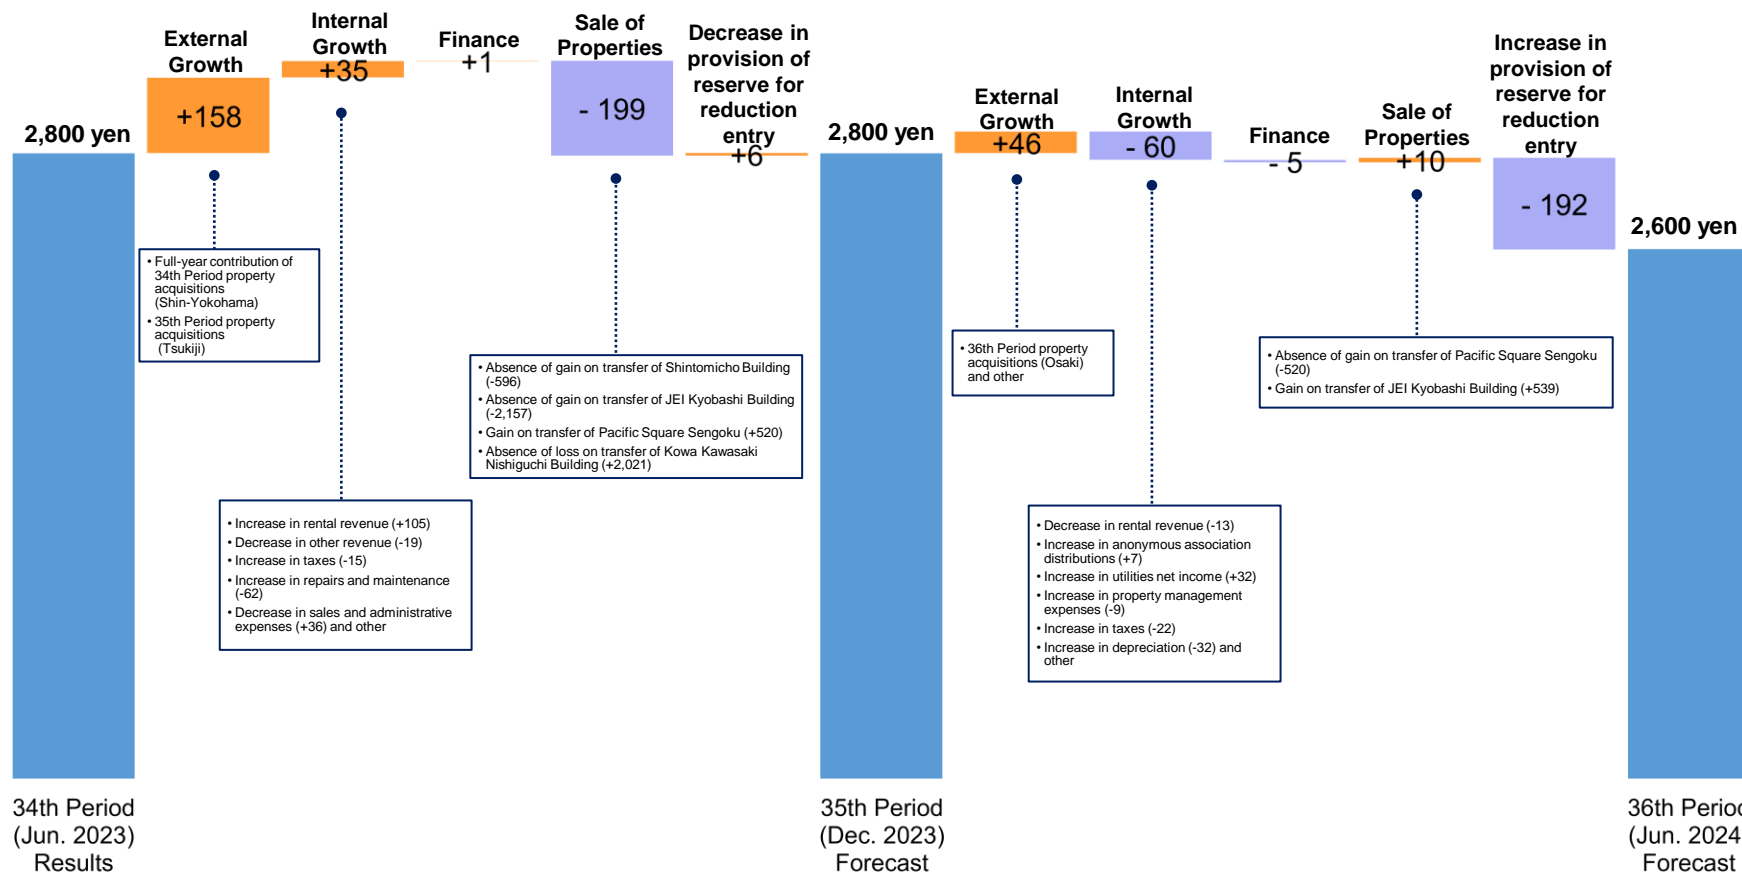 2,800 yen
External
Growth
+158
Internal
Growth
+35
Finance
+1
Sale of
Properties
- 199
Decrease in
provision of
reserve for
reduction
entry
+6
2,800 yen
External
Growth
+46
Internal
Growth
- 60
Finance
- 5
Sale of
Properties
+10
Increase in
provision of
reserve for
reduction
entry
- 192
2,600 yen
• Full-year contribution of
34th Period property
acquisitions
(Shin-Yokohama)
• 35th Period property
acquisitions
(Tsukiji)
• Increase in rental revenue (+105)
• Decrease in other revenue (-19)
• Increase in taxes (-15)
• Increase in repairs and maintenance
(-62)
• Decrease in sales and administrative
expenses (+36) and other
• Absence of gain on transfer of Shintomicho Building
(-596)
• Absence of gain on transfer of JEI Kyobashi Building
(-2,157)
• Gain on transfer of Pacific Square Sengoku (+520)
• Absence of loss on transfer of Kowa Kawasaki
Nishiguchi Building (+2,021)
• 36th Period property
acquisitions (Osaki)
and other
• Decrease in rental revenue (-13)
• Increase in anonymous association
distributions (+7)
• Increase in utilities net income (+32)
• Increase in property management
expenses (-9)
• Increase in taxes (-22)
• Increase in depreciation (-32) and
other
• Absence of gain on transfer of Pacific Square Sengoku
(-520)
• Gain on transfer of JEI Kyobashi Building (+539)
34th Period
(Jun. 2023)
Results
35th Period
(Dec. 2023)
Forecast
36th Period
(Jun. 2024
Forecast